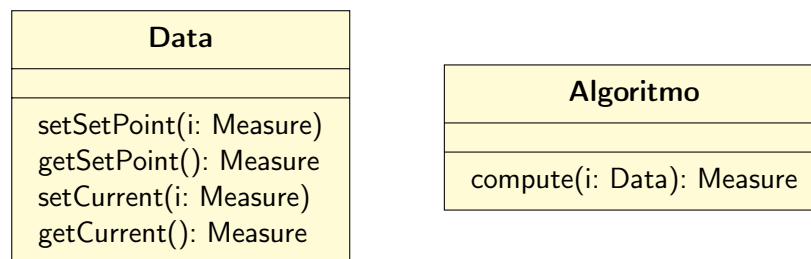 Data
setSetPoint(i: Measure)
getSetPoint(): Measure
setCurrent(i: Measure)
getCurrent(): Measure
Algoritmo
compute(i: Data): Measure